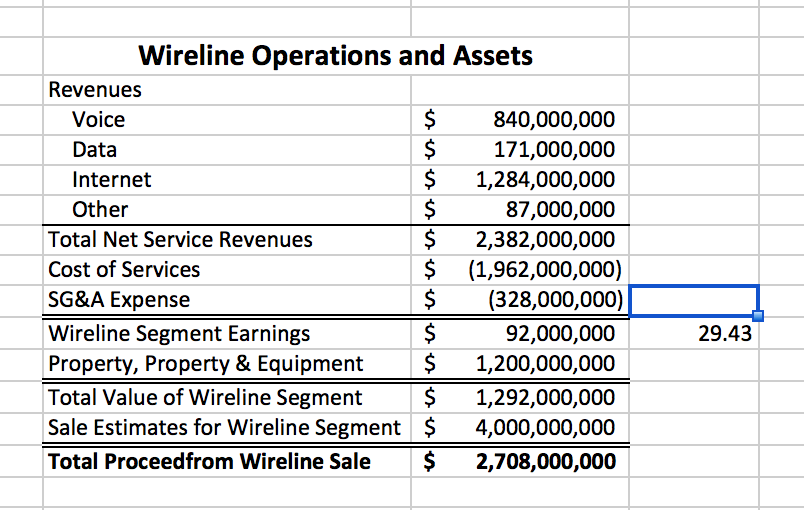 Wireline Operations and Assets
Revenues
Voice $ 840,000,000
Data $ 171,000,000
Internet $ 1,284,000,000
Other $ 87,000,000
Total Net Service Revenues $ 2,382,000,000
Cost of Services $ (1,962,000,000)
SG&A Expense $ (328,000,000)
Wireline Segment Earnings $ 92,000,000 29.43
Property, Property & Equipment $ 1,200,000,000
Total Value of Wireline Segment $ 1,292,000,000
Sale Estimates for Wireline Segment $ 4,000,000,000
Total Proceedfrom Wireline Sale $ 2,708,000,000